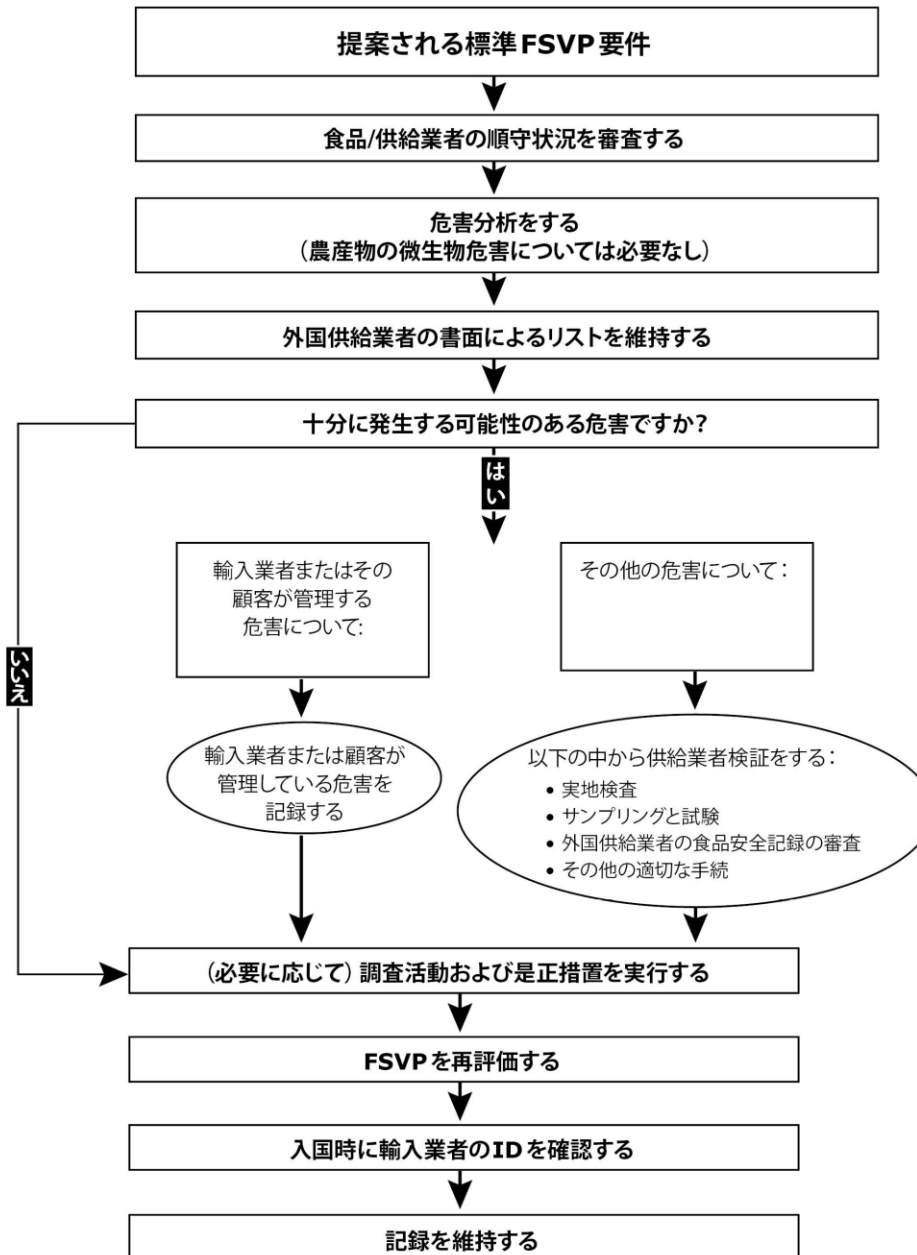 提案される標準FSVP要件
食品/供給業者の順守状況を審査する
危害分析をする
（農産物の微生物危害については必要なし）
外国供給業者の書面によるリストを維持する
十分に発生する可能性のある危害ですか？
はい
輸入業者またはその
顧客が管理する
危害について:
その他の危害について：
いいえ
輸入業者または顧客が
管理している危害を
記録する
以下の中から供給業者検証をする：
• 実地検査
• サンプリングと試験
• 外国供給業者の食品安全記録の審査
• その他の適切な手続
（必要に応じて）調査活動および是正措置を実行する
FSVPを再評価する
入国時に輸入業者のIDを確認する
記録を維持する